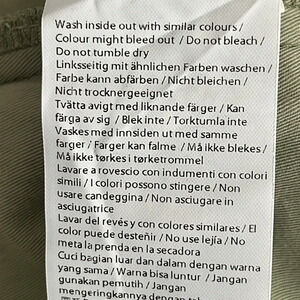 Wash inside out with similar colours /
Colour might bleed out / Do not bleach /
Do not tumble dry
Linksseitig mit ähnlichen Farben waschen /
Farbe kann abfärben / Nicht bleichen /
Nicht trocknergeeignet
Tvätta avigt med liknande färger / Kan
färga av sig / Blek inte / Torktumla inte
Vaskes med innsiden ut med samme
farger / Farger kan falme / Må ikke blekes /
Må ikke tørkes i tørketrommel
Lavare a rovescio con indumenti con colori
simili / I colori possono stingere / Non
usare candeggina / Non asciugare in
asciugatrice
Lavar del revés y con colores similares / El
color puede desteñir / No use lejía / No
meta la prenda en la secadora
Cuci bagian luar dan dalam dengan warna
yang sama / Warna bisa luntur / Jangan
gunakan pemutih / Jangan
mengeringkannya dengan